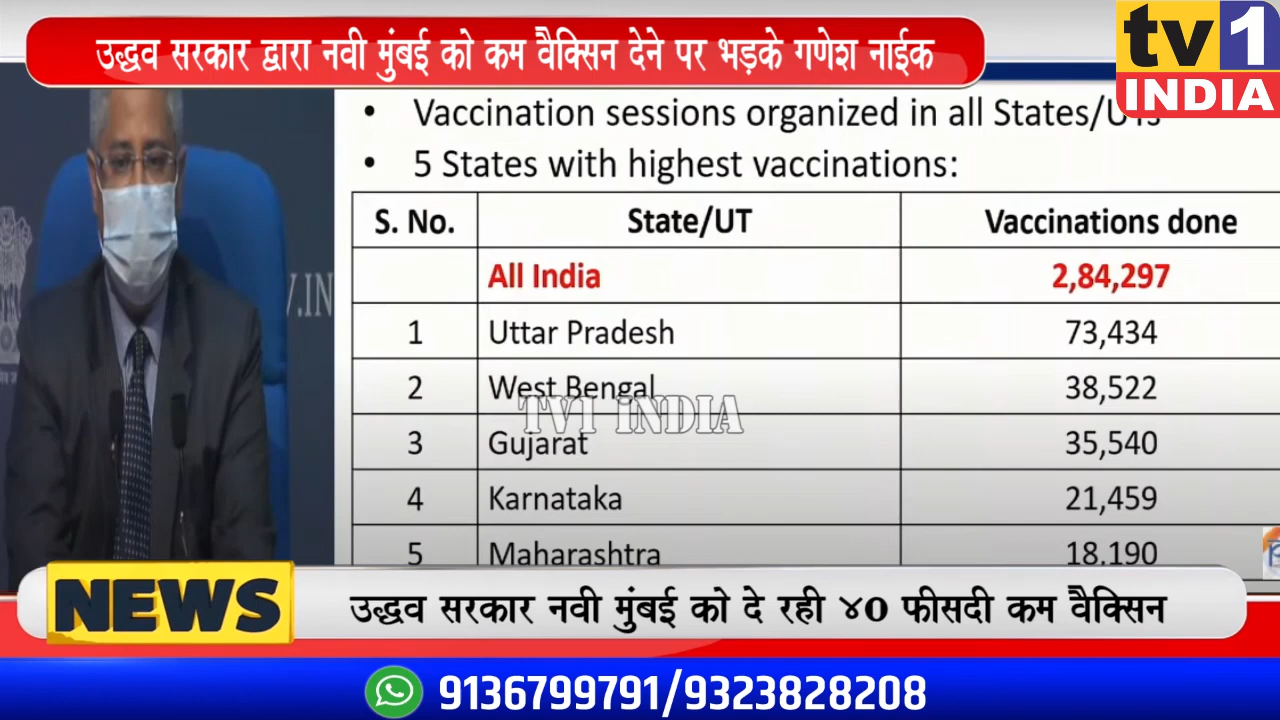 उद्धव सरकार द्वारा नवी मुंबई को कम वैक्सिन देने पर भड़के गणेश नाईक
tv1
INDIA
• Vaccination sessions organized in all States/UTs
• 5 States with highest vaccinations:
S. No. State/UT Vaccinations done
All India 2,84,297
1 Uttar Pradesh 73,434
2 West Bengal 38,522
TV1 INDIA
3 Gujarat 35,540
4 Karnataka 21,459
5 Maharashtra 18,190
V.IN
NEWS
उद्धव सरकार नवी मुंबई को दे रही ४0 फीसदी कम वैक्सिन
9136799791/9323828208